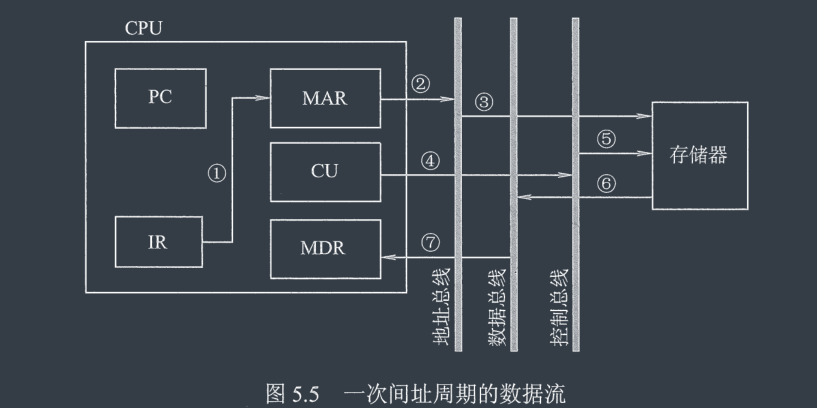 CPU
PC
MAR
②
③
⑤
存储器
CU
④
①
⑥
IR
MDR
⑦
地址总线
数据总线
控制总线
图 5.5 一次间址周期的数据流